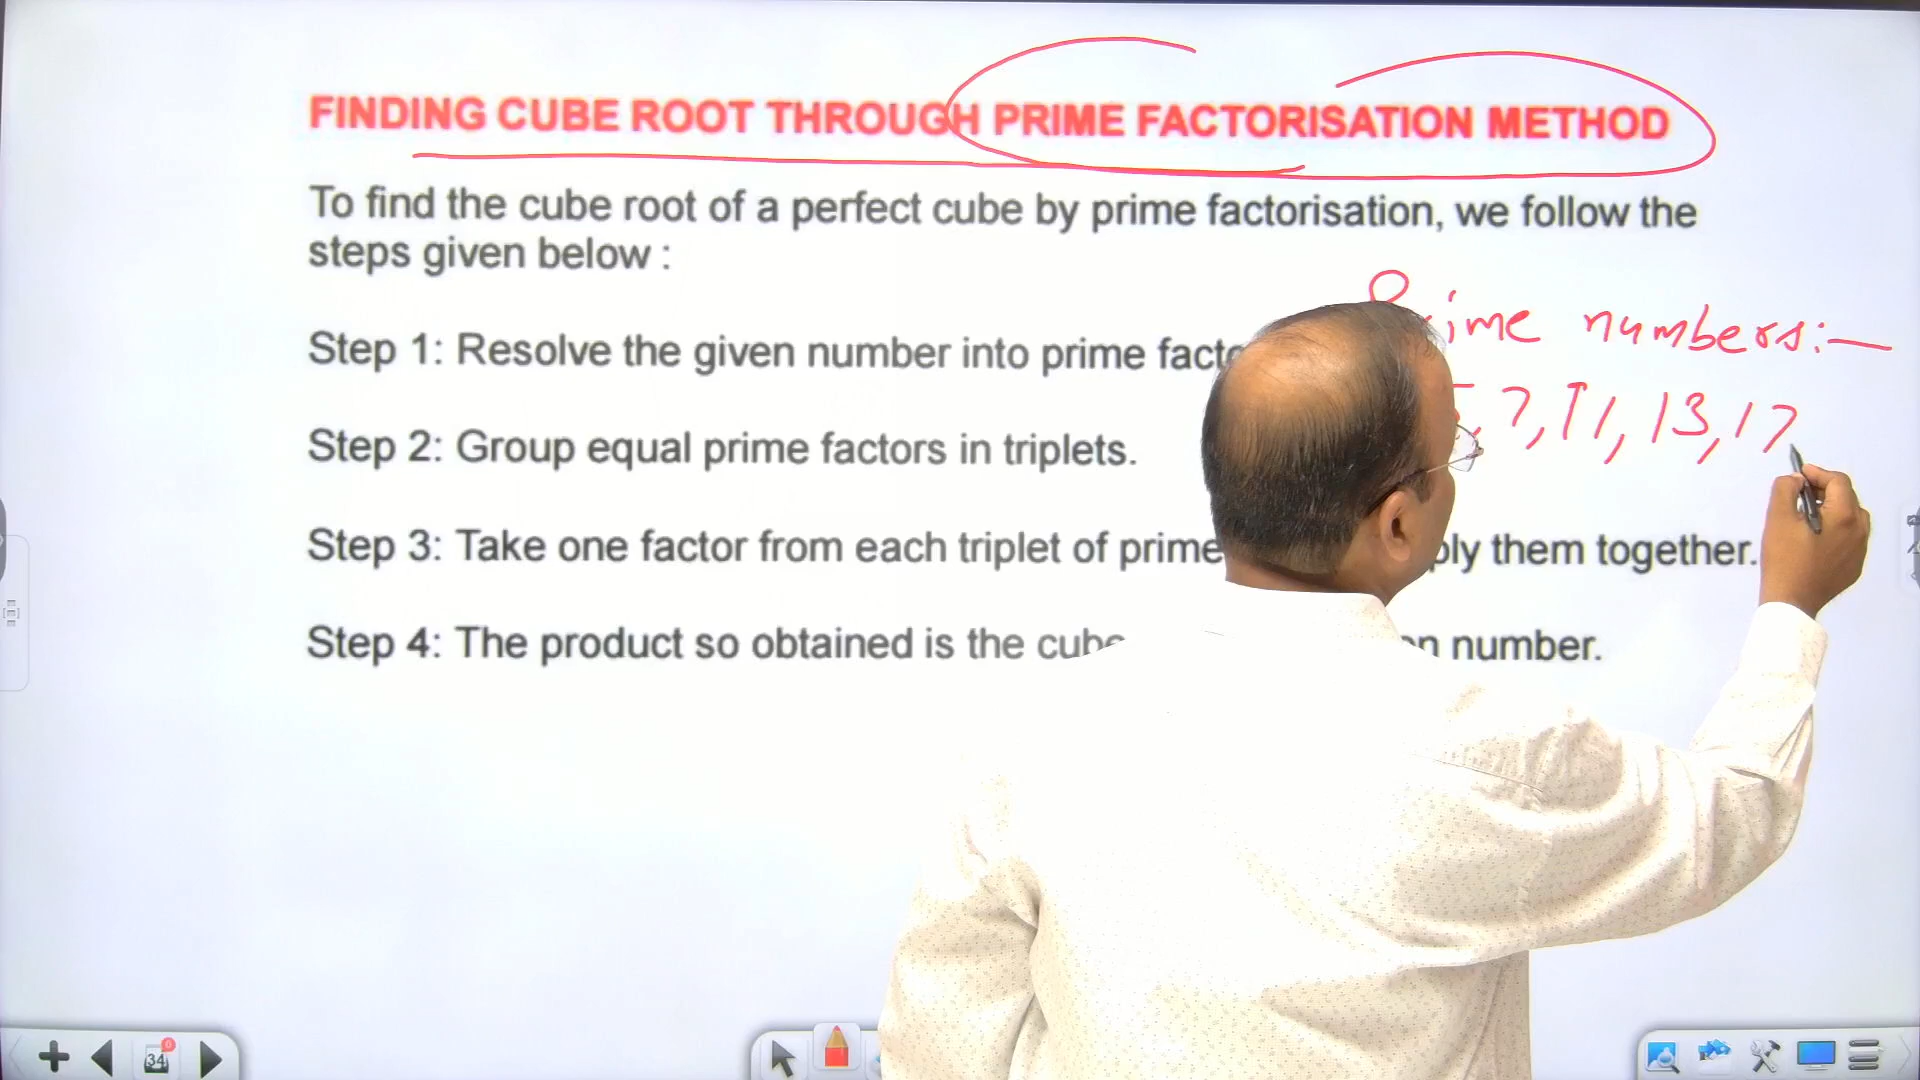 FINDING CUBE ROOT THROUGH PRIME FACTORISATION METHOD
To find the cube root of a perfect cube by prime factorisation, we follow the
steps given below :
Prime numbers:—
Step 1: Resolve the given number into prime facto
7, 11, 13, 17
Step 2: Group equal prime factors in triplets.
Step 3: Take one factor from each triplet of prime ply them together.
Step 4: The product so obtained is the cube n number.
34